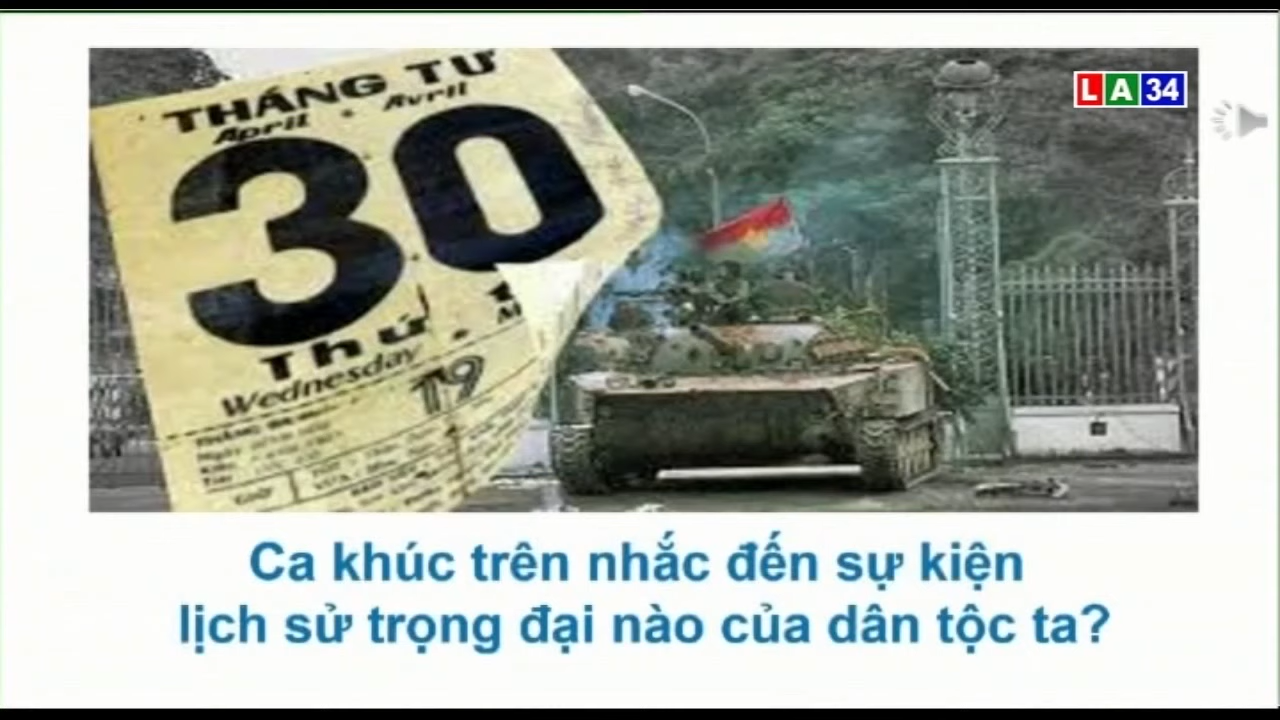 THÁNG TƯ
April • Avril
30
Thứ
Wednesday
19
Giờ
LA34
Ca khúc trên nhắc đến sự kiện
lịch sử trọng đại nào của dân tộc ta?